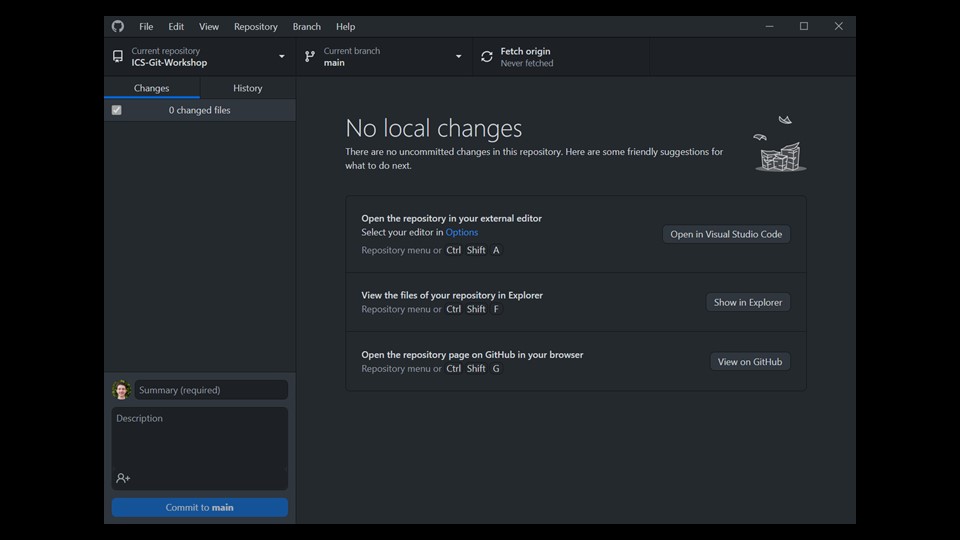 File Edit View Repository Branch Help
Current repository
ICS-Git-Workshop
Current branch
main
Fetch origin
Never fetched
Changes History
0 changed files
No local changes
There are no uncommitted changes in this repository. Here are some friendly suggestions for
what to do next.
Open the repository in your external editor
Select your editor in Options
Repository menu or Ctrl Shift A
Open in Visual Studio Code
View the files of your repository in Explorer
Repository menu or Ctrl Shift F
Show in Explorer
Open the repository page on GitHub in your browser
Repository menu or Ctrl Shift G
View on GitHub
Summary (required)
Description
Commit to main